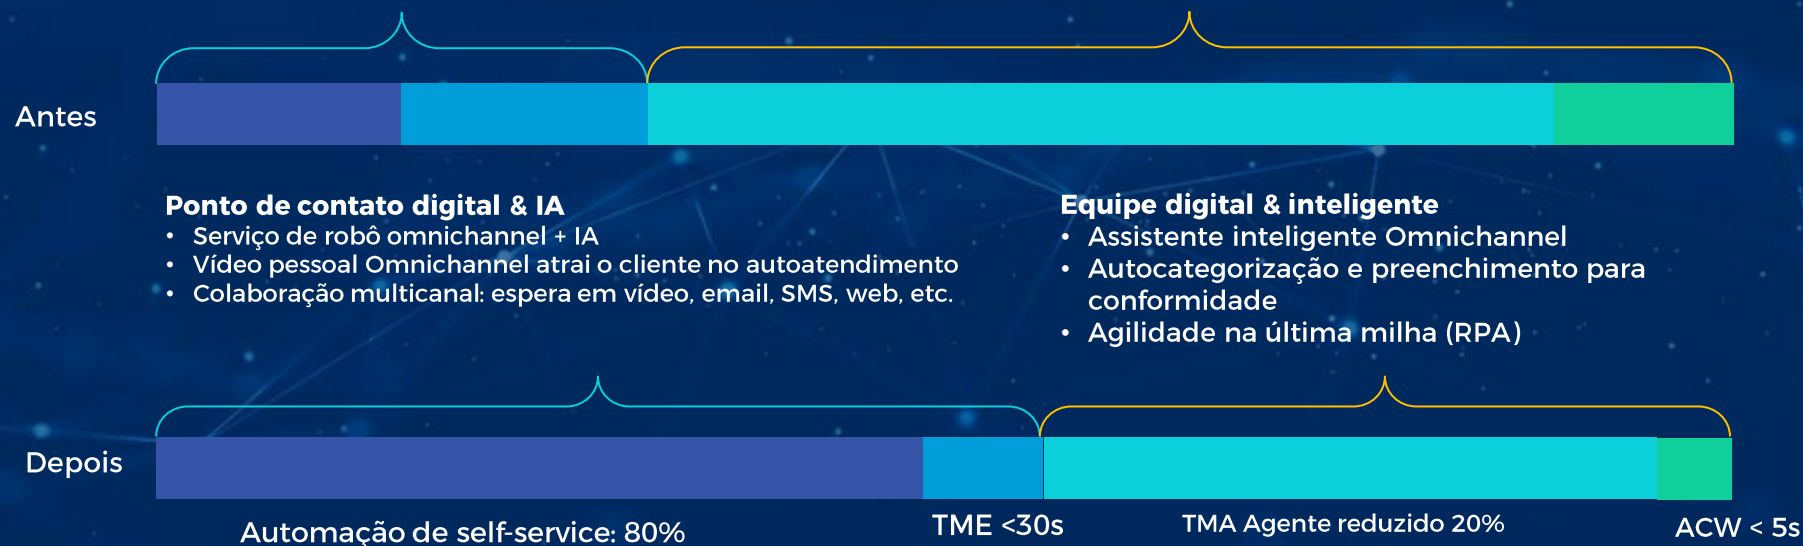 Antes
Ponto de contato digital & IA
• Serviço de robô omnichannel + IA
• Vídeo pessoal Omnichannel atrai o cliente no autoatendimento
• Colaboração multicanal: espera em vídeo, email, SMS, web, etc.
Equipe digital & inteligente
• Assistente inteligente Omnichannel
• Autocategorização e preenchimento para
conformidade
• Agilidade na última milha (RPA)
Depois
Automação de self-service: 80%
TME <30s
TMA Agente reduzido 20%
ACW < 5s